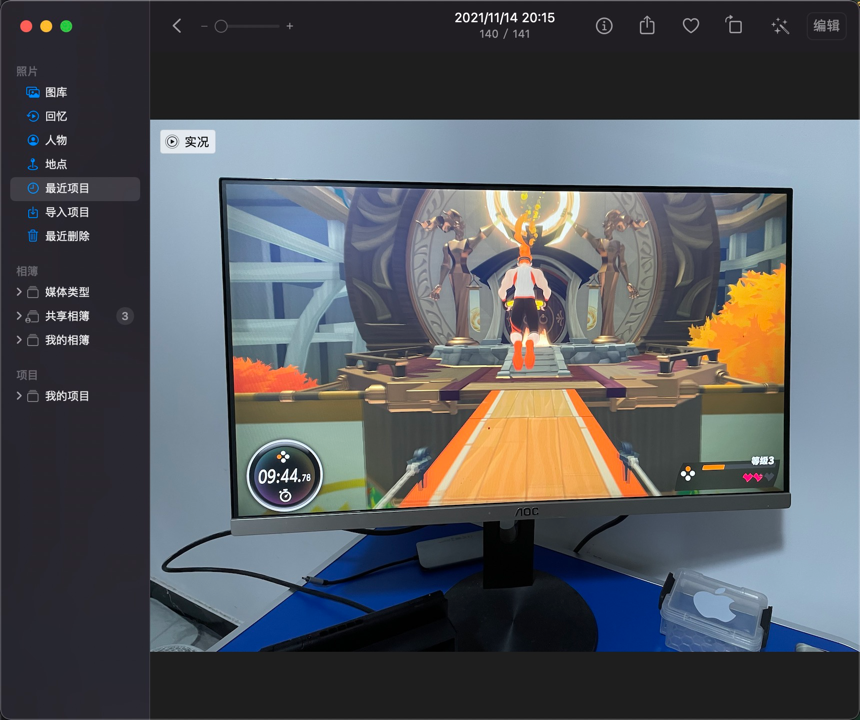 2021/11/14 20:15
140 / 141
编辑
照片
图库
回忆
人物
地点
最近项目
导入项目
最近删除
相簿
媒体类型
共享相簿 3
我的相簿
项目
我的项目
实况
09:44.76
等级3
AOC